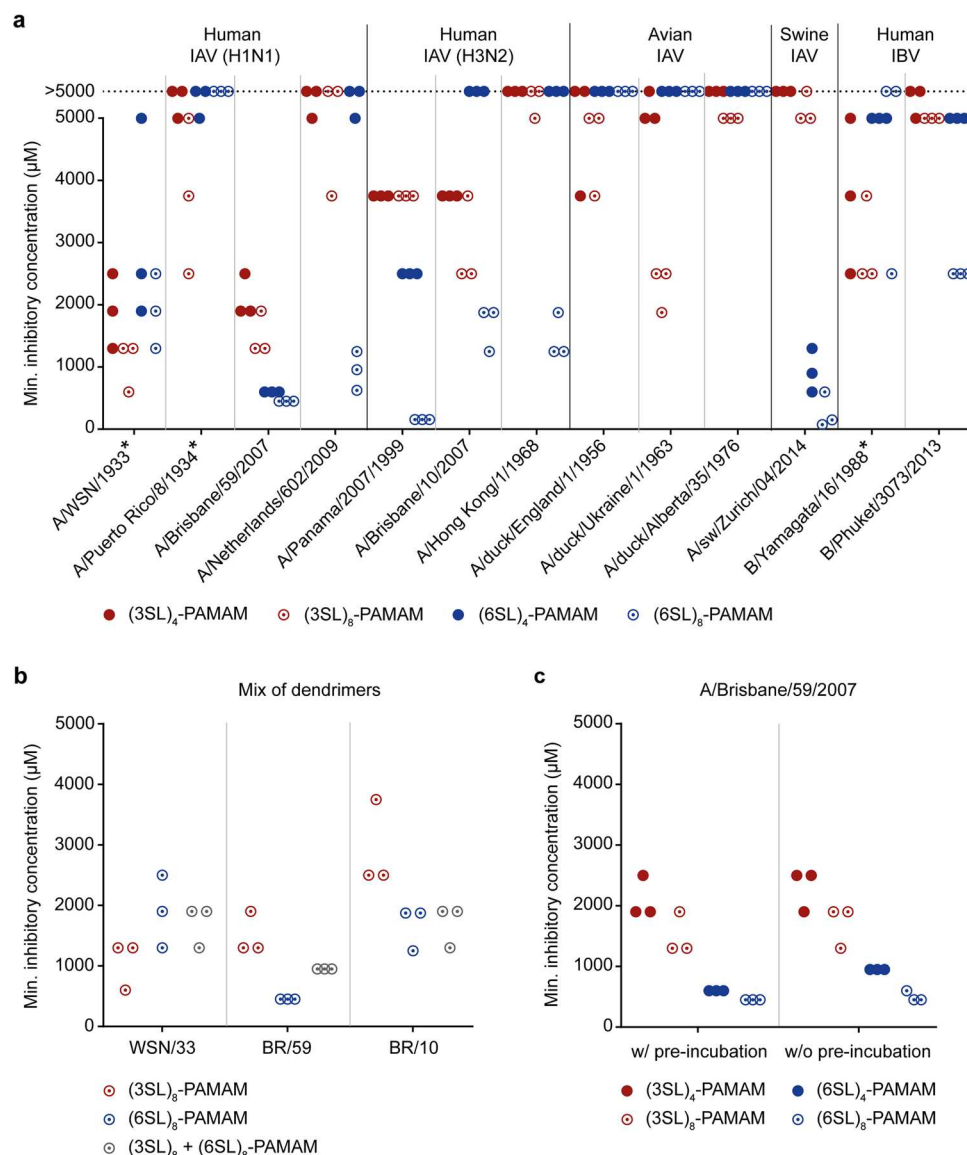 a
Human
IAV (H1N1)
Human
IAV (H3N2)
Avian
IAV
Swine
IAV
Human
IBV
Min. inhibitory concentration (µM)
>5000
5000
4000
3000
2000
1000
0
A/WSN/1933*
A/Puerto Rico/8/1934*
A/Brisbane/59/2007
A/Netherlands/602/2009
A/Panama/2007/1999
A/Brisbane/10/2007
A/Hong Kong/1/1968
A/duck/England/1/1956
A/duck/Ukraine/1/1963
A/duck/Alberta/35/1976
A/sw/Zurich/04/2014
B/Yamagata/16/1988*
B/Phuket/3073/2013
(3SL)₄-PAMAM
(3SL)₈-PAMAM
(6SL)₄-PAMAM
(6SL)₈-PAMAM
b
Mix of dendrimers
Min. inhibitory concentration (µM)
5000
4000
3000
2000
1000
0
WSN/33
BR/59
BR/10
(3SL)₈-PAMAM
(6SL)₈-PAMAM
(3SL)₈ + (6SL)₈-PAMAM
c
A/Brisbane/59/2007
Min. inhibitory concentration (µM)
5000
4000
3000
2000
1000
0
w/ pre-incubation
w/o pre-incubation
(3SL)₄-PAMAM
(3SL)₈-PAMAM
(6SL)₄-PAMAM
(6SL)₈-PAMAM